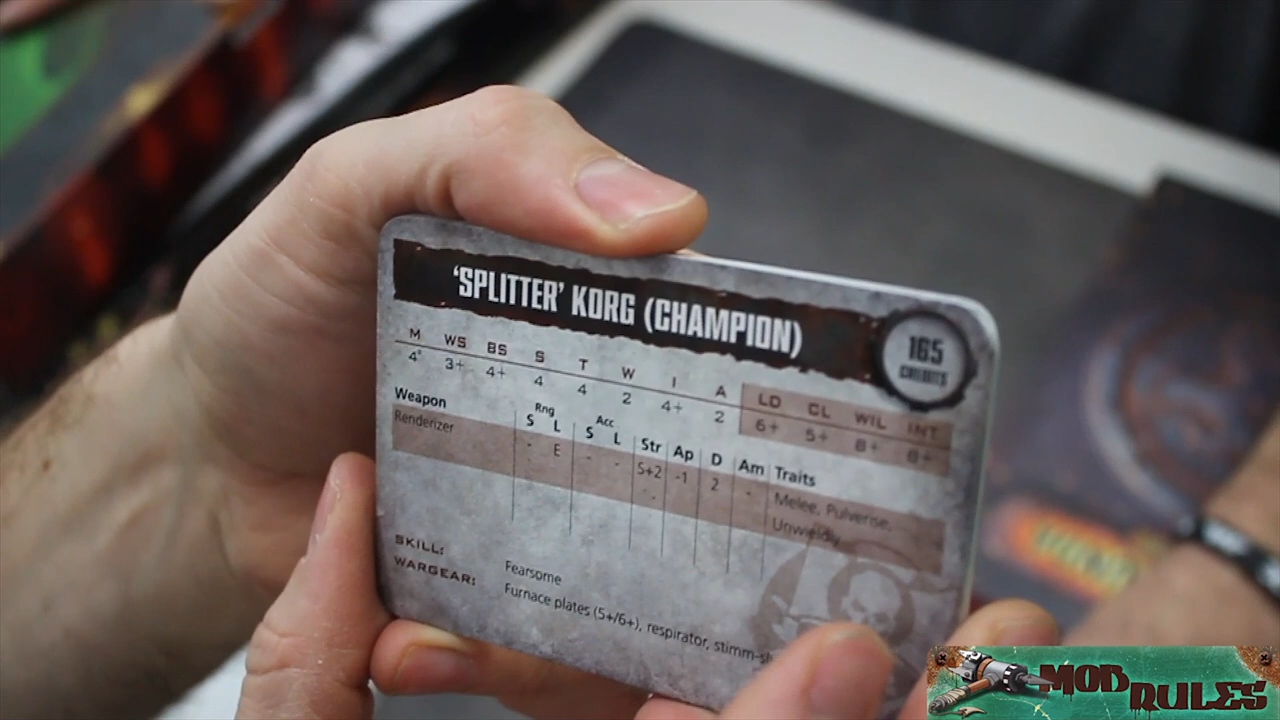 'SPLITTER' KORG (CHAMPION)
165
CREDITS
M WS BS S T W I A LD CL WIL INT
4" 3+ 4+ 4 4 2 4+ 2 6+ 5+ 8+ 8+
Weapon Rng Acc
S L S L Str Ap D Am Traits
Renderizer - E - - S+2 -1 2 - Melee, Pulverise,
Unwieldly
SKILL: Fearsome
WARGEAR: Furnace plates (5+/6+), respirator,
MOB RULES